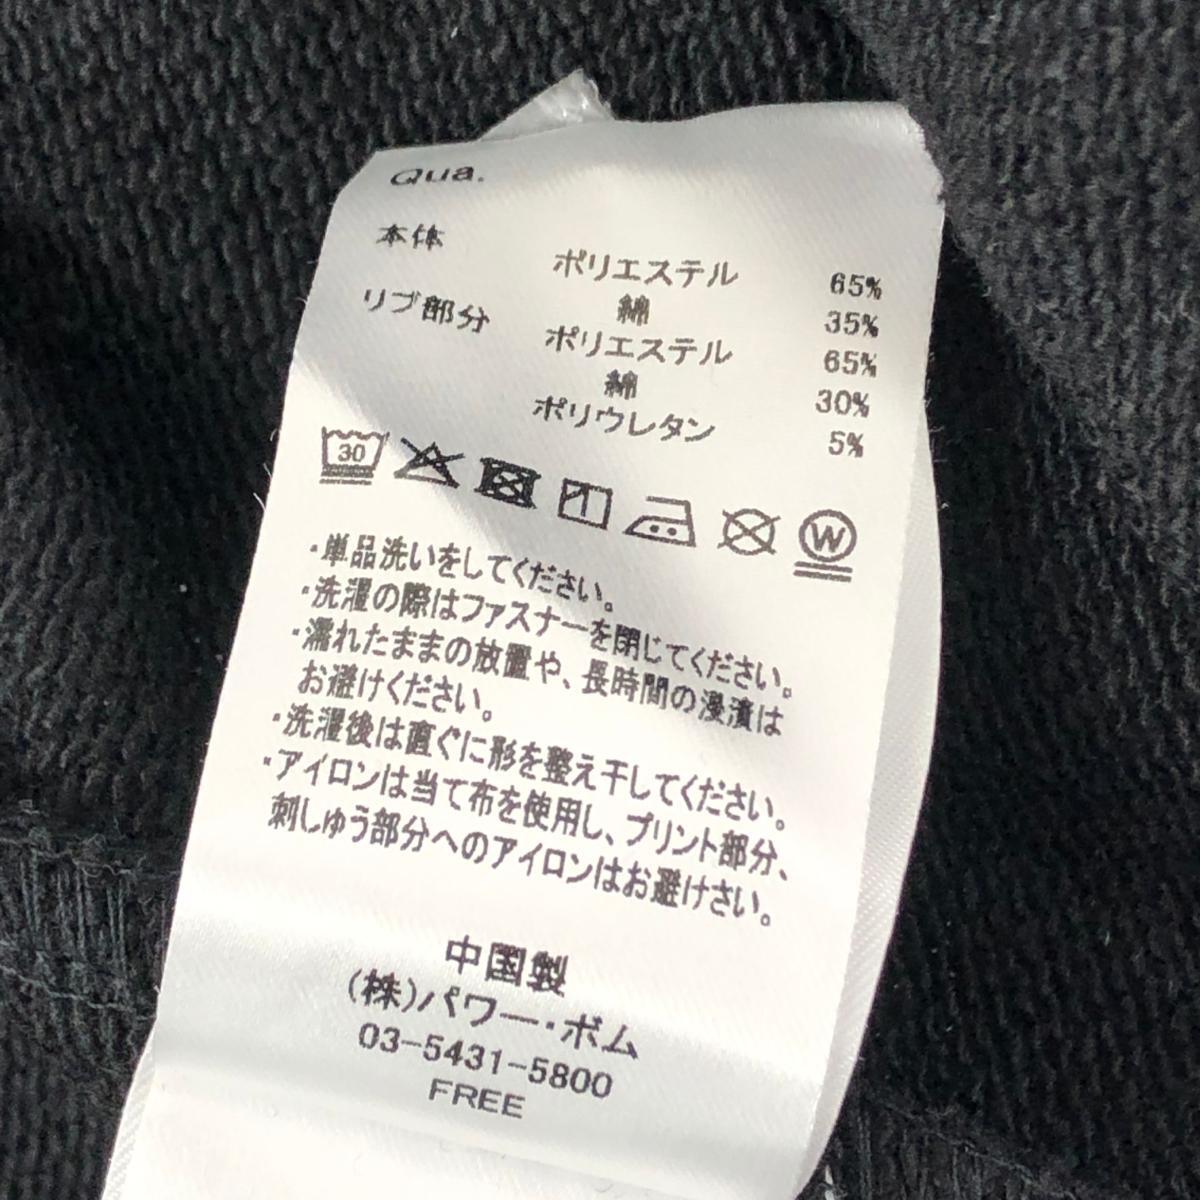 Qua.
本体 ポリエステル 65%
綿 35%
リブ部分 ポリエステル 65%
綿 30%
ポリウレタン 5%
30 W
・単品洗いをしてください。
・洗濯の際はファスナーを閉じてください。
・濡れたままの放置や、長時間の浸漬は
お避けください。
・洗濯後は直ぐに形を整え干してください。
・アイロンは当て布を使用し、プリント部分、
刺しゅう部分へのアイロンはお避けさい。
中国製
(株)パワー・ボム
03-5431-5800
FREE